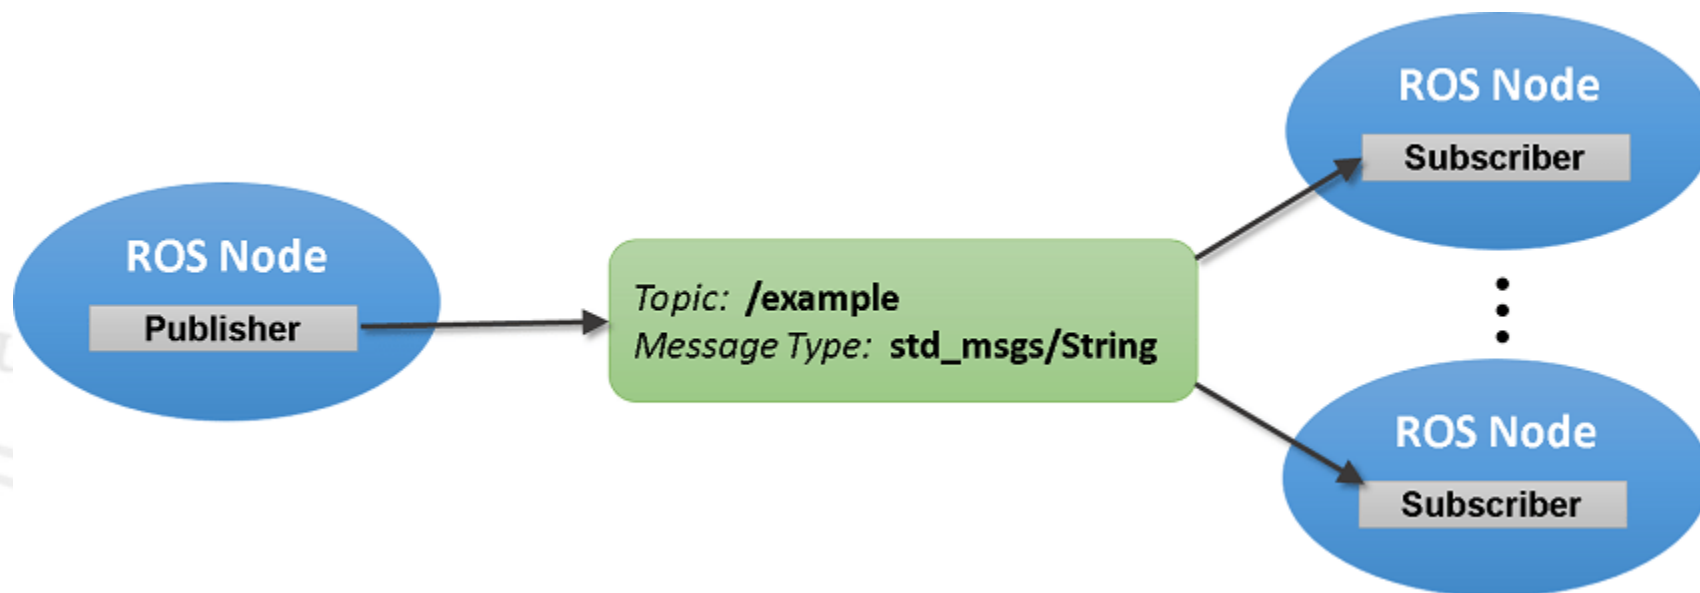 ROS Node
Publisher
Topic: /example
Message Type: std_msgs/String
ROS Node
Subscriber
ROS Node
Subscriber